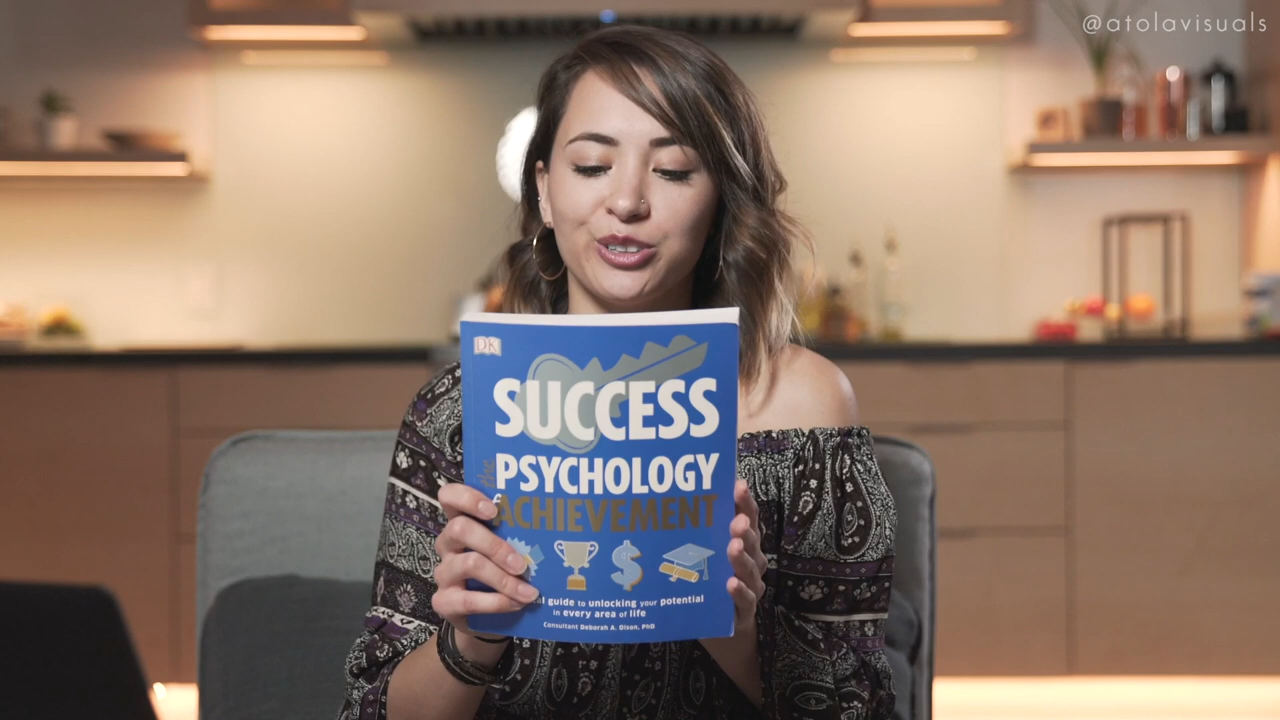 @atolavisuals
DK
SUCCESS
the
PSYCHOLOGY
ACHIEVEMENT
guide to unlocking your potential
in every area of life
Consultant Deborah A. Olson, PhD